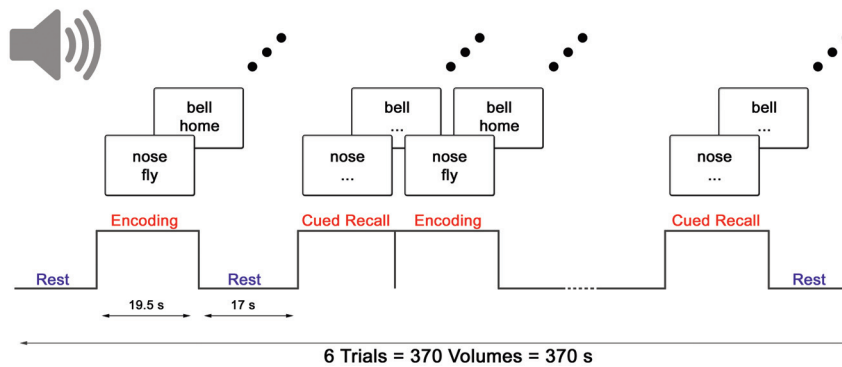 bell
home
nose
fly
bell
...
nose
...
bell
home
nose
fly
bell
...
nose
...
Encoding
Cued Recall
Encoding
Cued Recall
Rest
Rest
Rest
19.5 s
17 s
6 Trials = 370 Volumes = 370 s